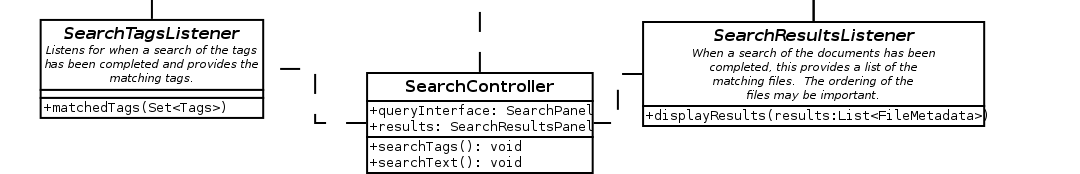 SearchTagsListener
Listens for when a search of the tags
has been completed and provides the
matching tags.
+matchedTags(Set<Tags>)
SearchController
+queryInterface: SearchPanel
+results: SearchResultsPanel
+searchTags(): void
+searchText(): void
SearchResultsListener
When a search of the documents has been
completed, this provides a list of the
matching files. The ordering of the
files may be important.
+displayResults(results:List<FileMetadata>)